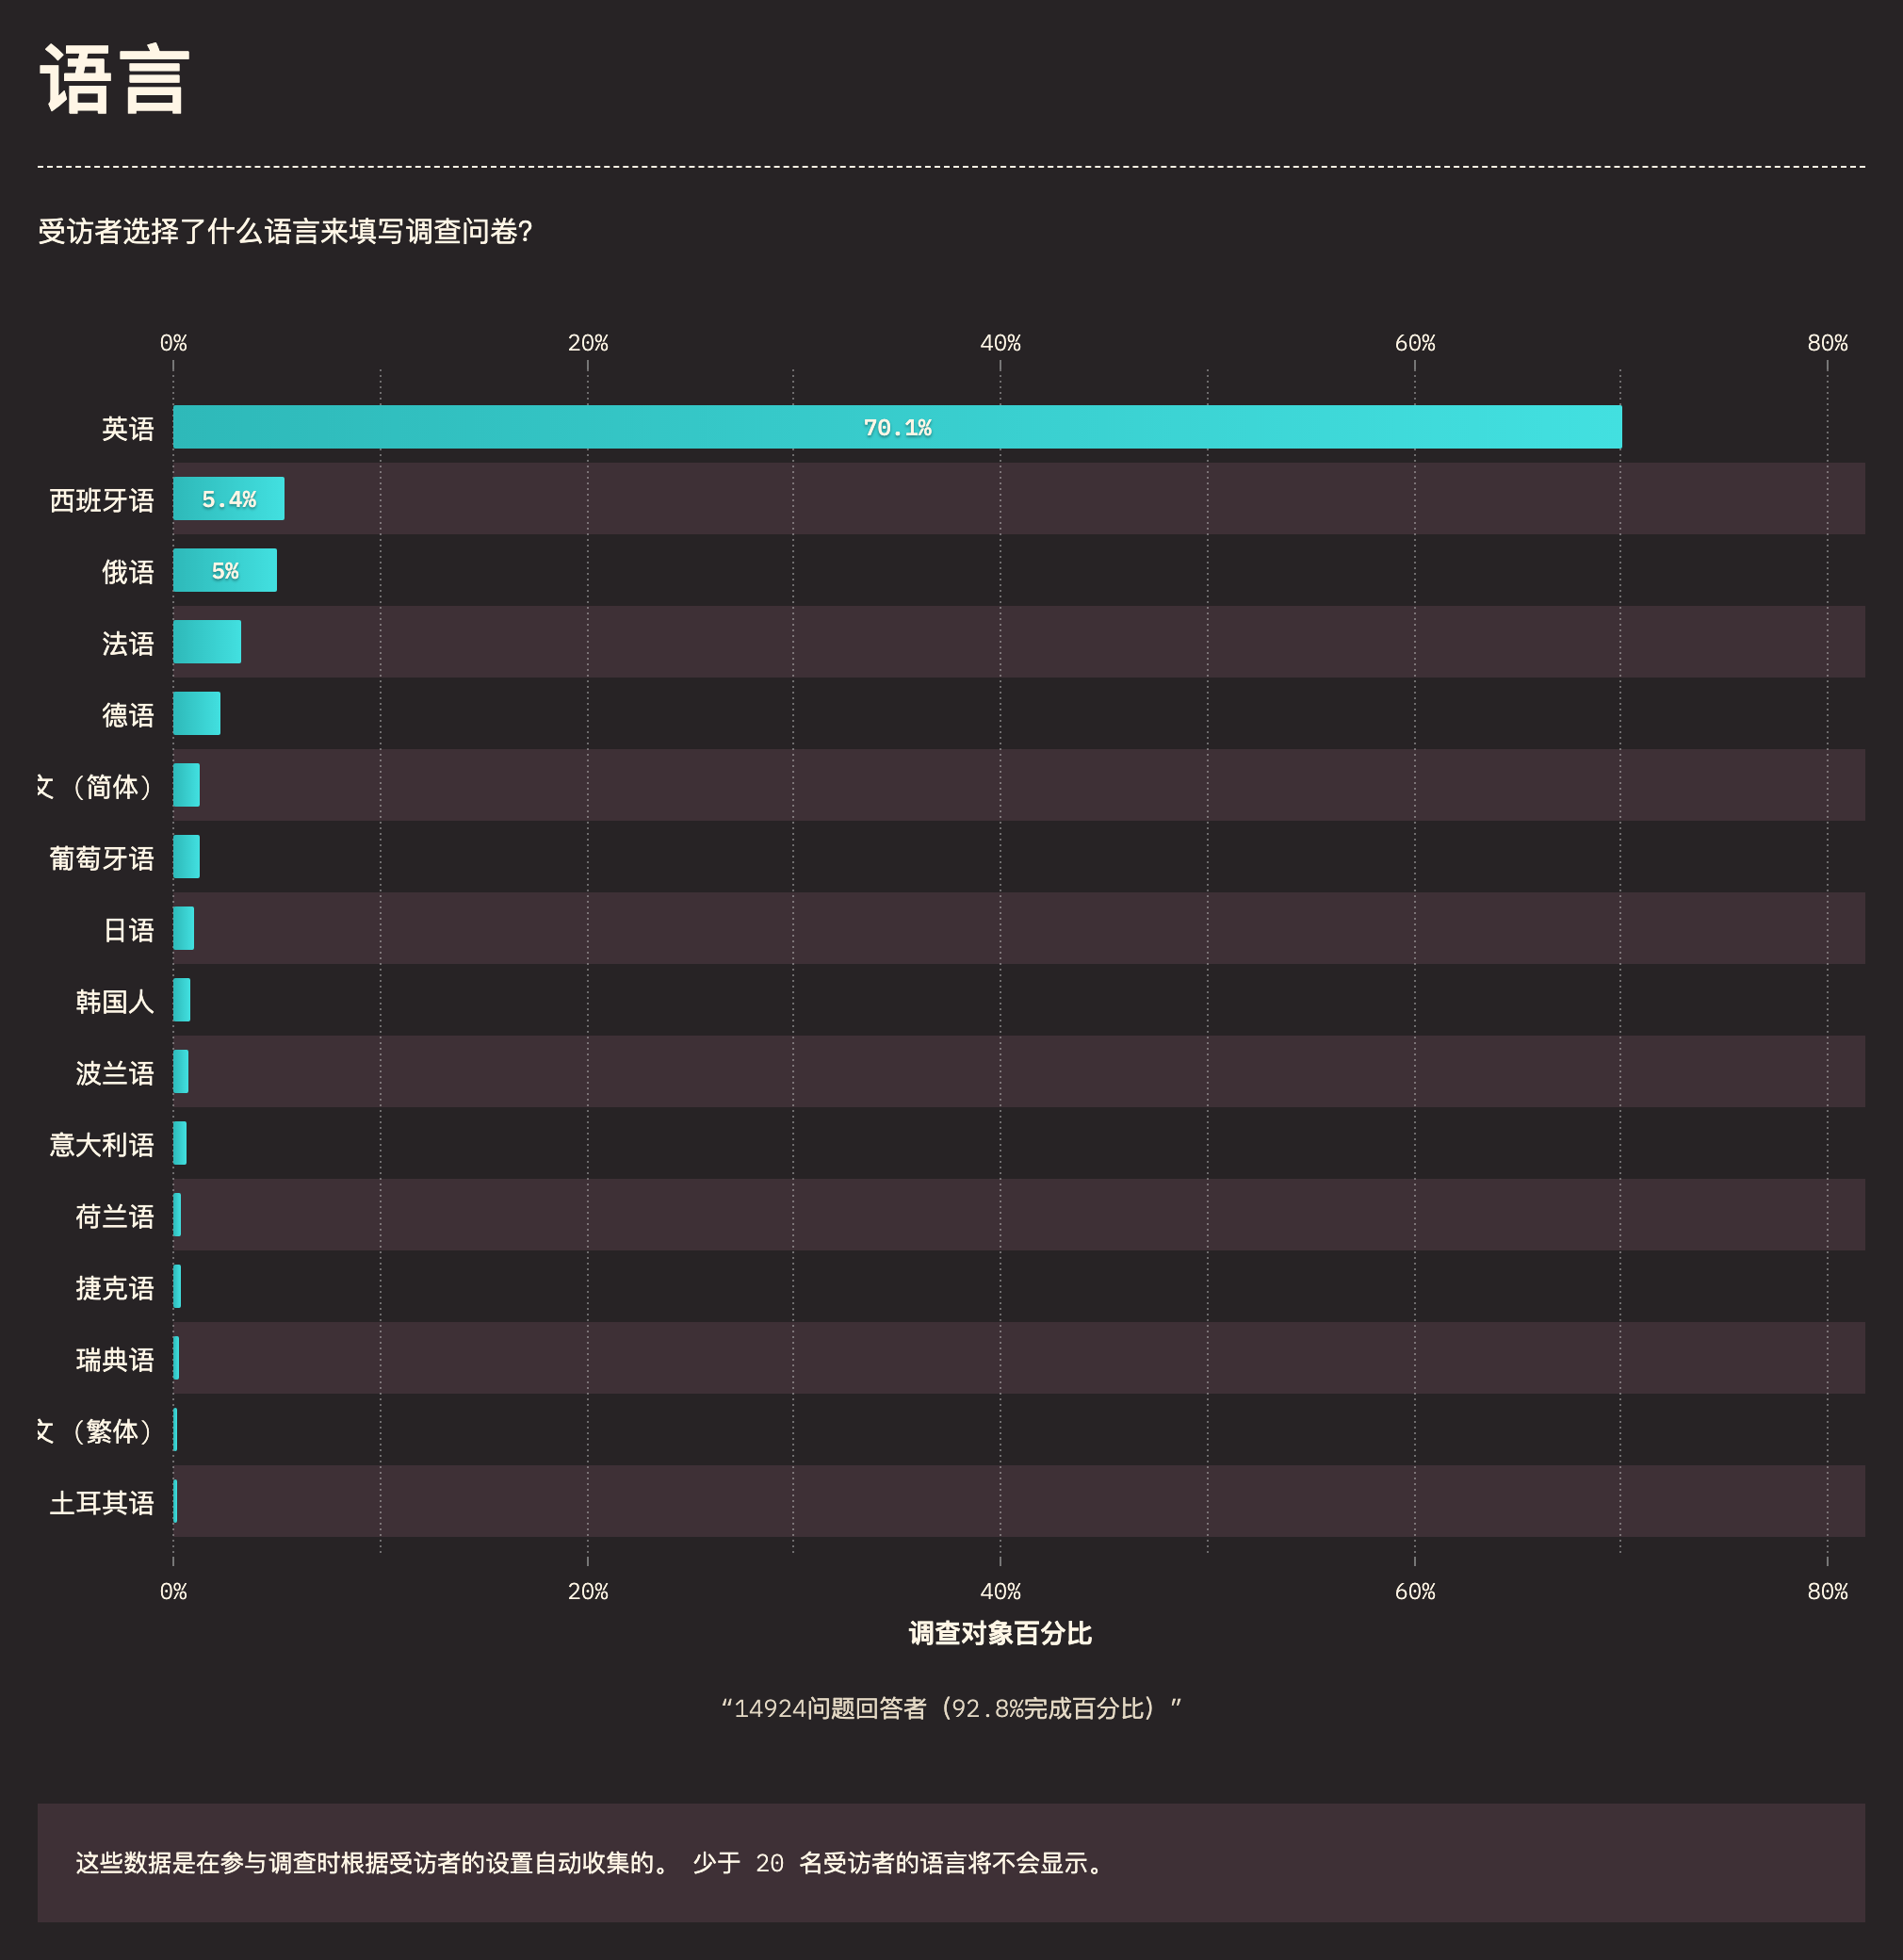 语言
受访者选择了什么语言来填写调查问卷？
0% 20% 40% 60% 80%
英语 70.1%
西班牙语 5.4%
俄语 5%
法语
德语
文（简体）
葡萄牙语
日语
韩国人
波兰语
意大利语
荷兰语
捷克语
瑞典语
文（繁体）
土耳其语
0% 20% 40% 60% 80%
调查对象百分比
“14924问题回答者（92.8%完成百分比）”
这些数据是在参与调查时根据受访者的设置自动收集的。 少于 20 名受访者的语言将不会显示。